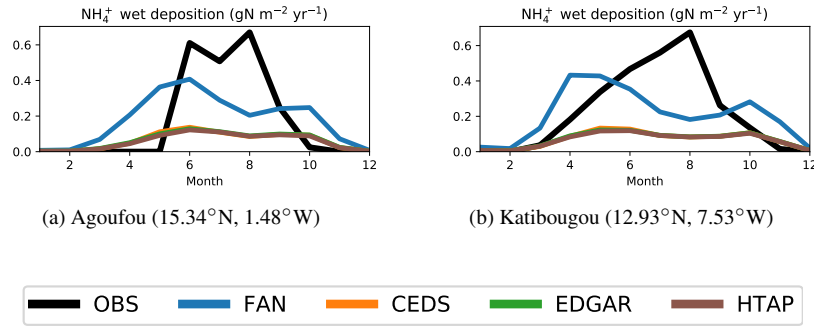 NH₄⁺ wet deposition (gN m⁻² yr⁻¹)
0.6
0.4
0.2
0.0
2 4 6 8 10 12
Month
(a) Agoufou (15.34°N, 1.48°W)
NH₄⁺ wet deposition (gN m⁻² yr⁻¹)
0.6
0.4
0.2
0.0
2 4 6 8 10 12
Month
(b) Katibougou (12.93°N, 7.53°W)
OBS FAN CEDS EDGAR HTAP